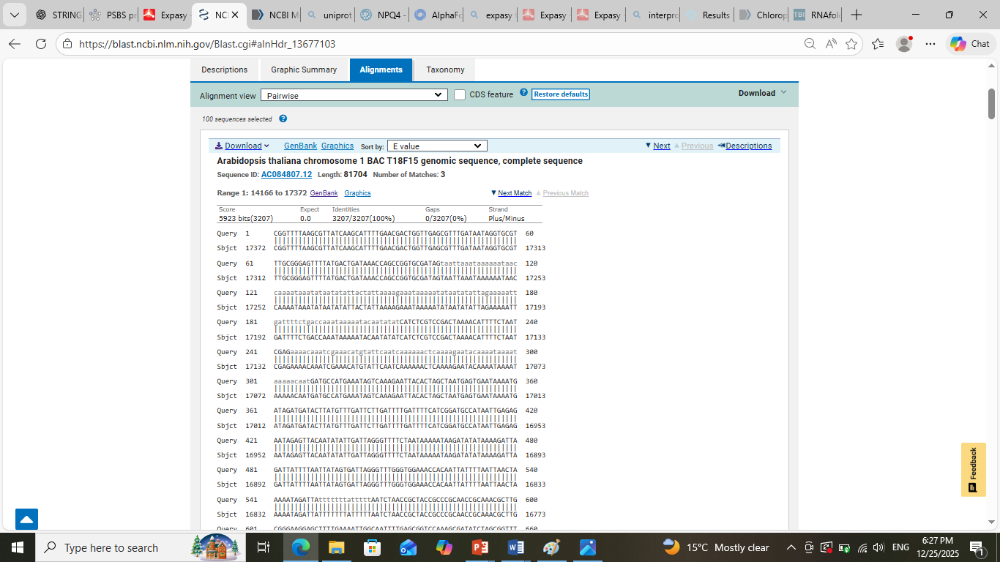 STRING
PSBS pr
Expasy
NC
NCBI M
uniprot
NPQ4 -
AlphaFo
expasy t
Expasy
Expasy
interpro
Results
Chlorop
TBI RNAfol
https://blast.ncbi.nlm.nih.gov/Blast.cgi#alnHdr_13677103
Chat
Descriptions Graphic Summary Alignments Taxonomy
Alignment view Pairwise CDS feature ? Restore defaults Download
100 sequences selected ?
Download GenBank Graphics Sort by: E value Next Previous Descriptions
Arabidopsis thaliana chromosome 1 BAC T18F15 genomic sequence, complete sequence
Sequence ID: AC084807.12 Length: 81704 Number of Matches: 3
Range 1: 14166 to 17372 GenBank Graphics Next Match Previous Match
Score Expect Identities Gaps Strand
5923 bits(3207) 0.0 3207/3207(100%) 0/3207(0%) Plus/Minus
Query 1 CGGTTTTAAGCGTTATCAAGCATTTTGAACGACTGGTTGAGCGTTTGATAATAGGTGCGT 60
Sbjct 17372 CGGTTTTAAGCGTTATCAAGCATTTTGAACGACTGGTTGAGCGTTTGATAATAGGTGCGT 17313
Query 61 TTGCGGGAGTTTTATGACTGATAAACCAGCCGGTGCGATAGtaattaaataaaaaataac 120
Sbjct 17312 TTGCGGGAGTTTTATGACTGATAAACCAGCCGGTGCGATAGTAATTAAATAAAAAATAAC 17253
Query 121 caaaataaatataatatattactattaaaagaaataaaaatataatatattagaaaaatt 180
Sbjct 17252 CAAAATAAATATAATATATTACTATTAAAAGAAATAAAAATATAATATATTAGAAAAATT 17193
Query 181 gattttctgaccaaataaaaatacaatatatCATCTCGTCCGACTAAAACATTTTCTAAT 240
Sbjct 17192 GATTTTCTGACCAAATAAAAATACAATATATCATCTCGTCCGACTAAAACATTTTCTAAT 17133
Query 241 CGAGaaaacaaatcgaaacatgtattcaatcaaaaaactcaaaagaatacaaaataaaat 300
Sbjct 17132 CGAGAAAACAAATCGAAACATGTATTCAATCAAAAAACTCAAAAGAATACAAAATAAAAT 17073
Query 301 aaaaacaatGATGCCATGAAATAGTCAAAGAATTACACTAGCTAATGAGTGAATAAAATG 360
Sbjct 17072 AAAAACAATGATGCCATGAAATAGTCAAAGAATTACACTAGCTAATGAGTGAATAAAATG 17013
Query 361 ATAGATGATACTTATGTTTGATTCTTGATTTTGATTTTCATCGGATGCCATAATTGAGAG 420
Sbjct 17012 ATAGATGATACTTATGTTTGATTCTTGATTTTGATTTTCATCGGATGCCATAATTGAGAG 16953
Query 421 AATAGAGTTACAATATATTGATTAGGGTTTTCTAATAAAAATAAGATATATAAAAGATTA 480
Sbjct 16952 AATAGAGTTACAATATATTGATTAGGGTTTTCTAATAAAAATAAGATATATAAAAGATTA 16893
Query 481 GATTATTTTAATTATAGTGATTAGGGTTTGGGTGGAAACCACAATTATTTTAATTAACTA 540
Sbjct 16892 GATTATTTTAATTATAGTGATTAGGGTTTGGGTGGAAACCACAATTATTTTAATTAACTA 16833
Query 541 AAAATAGATTAttttttttatttttAATCTAACCGCTACCGCCCGCAACCGCAAACGCTTG 600
Sbjct 16832 AAAATAGATTATTTTTTTATTTTTAATCTAACCGCTACCGCCCGCAACCGCAAACGCTTG 16773
Query 601 CGGGAAGGAGCTTTTGAAAATTGGCAATTTTGAGCGGTCCAAAGCGATATCTAGCGGTTT 660
Feedback
Type here to search
15°C Mostly clear
ENG
6:27 PM
12/25/2025
1